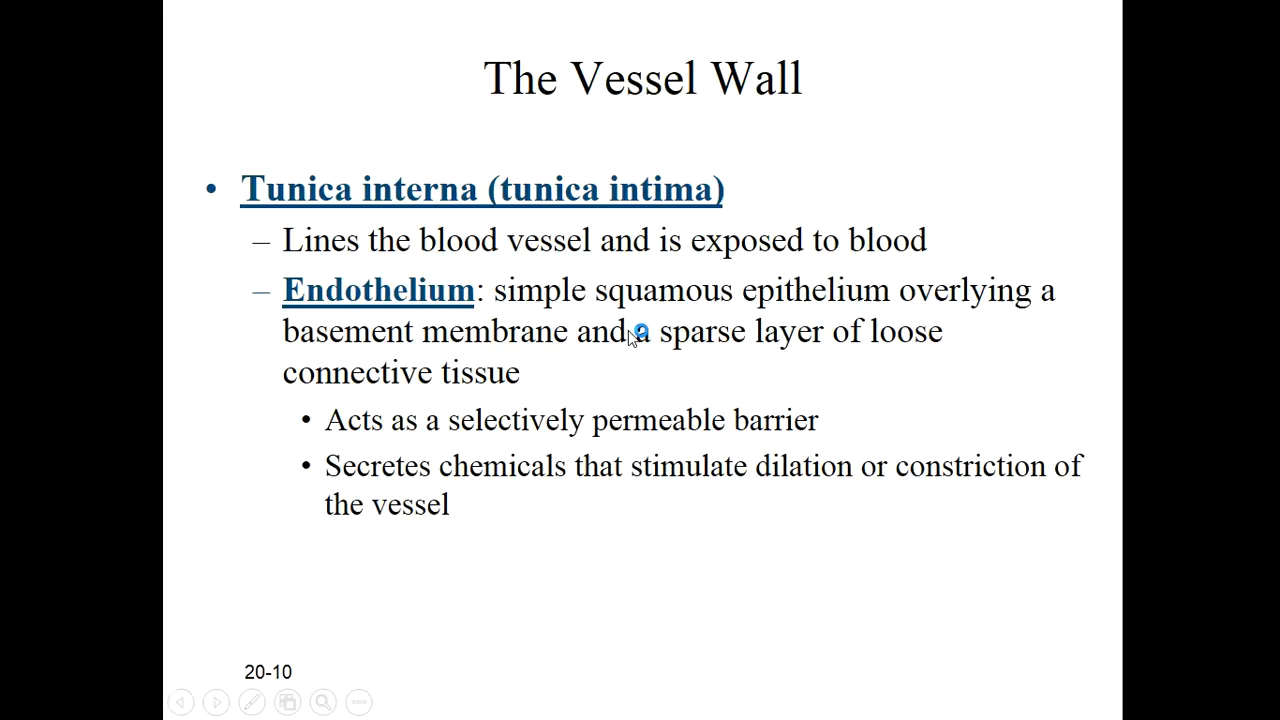 The Vessel Wall
• Tunica interna (tunica intima)
– Lines the blood vessel and is exposed to blood
– Endothelium: simple squamous epithelium overlying a
basement membrane and a sparse layer of loose
connective tissue
• Acts as a selectively permeable barrier
• Secretes chemicals that stimulate dilation or constriction of
the vessel
20-10